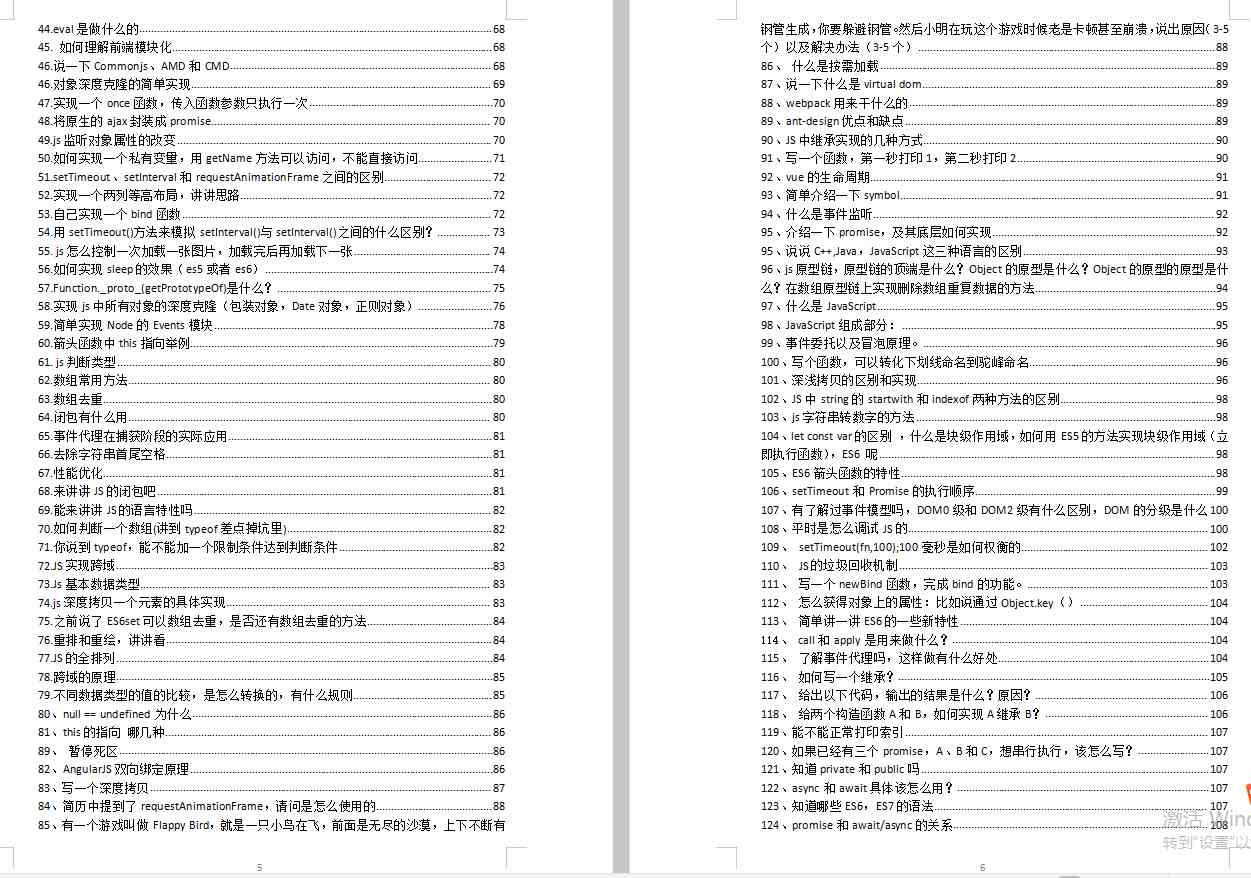 44.eval 是做什么的 68
45. 如何理解前端模块化 68
46.说一下 Commonjs、AMD 和 CMD 68
46.对象深度克隆的简单实现 69
47.实现一个 once 函数，传入函数参数只执行一次 70
48.将原生的 ajax 封装成 promise 70
49.js 监听对象属性的改变 70
50.如何实现一个私有变量，用 getName 方法可以访问，不能直接访问 71
51.setTimeout、setInterval 和 requestAnimationFrame 之间的区别 72
52.实现一个两列等高布局，讲讲思路 72
53.自己实现一个 bind 函数 72
54.用 setTimeout()方法来模拟 setInterval()与 setInterval()之间的什么区别？ 73
55. js 怎么控制一次加载一张图片，加载完后再加载下一张 74
56.如何实现 sleep 的效果（es5 或者 es6） 74
57.Function._proto_(getPrototypeOf)是什么？ 75
58.实现 js 中所有对象的深度克隆（包装对象，Date 对象，正则对象） 76
59.简单实现 Node 的 Events 模块 78
60.箭头函数中 this 指向举例 79
61. js 判断类型 80
62.数组常用方法 80
63.数组去重 80
64.闭包有什么用 80
65.事件代理在捕获阶段的实际应用 81
66.去除字符串首尾空格 81
67.性能优化 81
68.来讲讲 JS 的闭包吧 81
69.能来讲讲 JS 的语言特性吗 82
70.如何判断一个数组(讲到 typeof 差点掉坑里) 82
71.你说到 typeof，能不能加一个限制条件达到判断条件 82
72.JS 实现跨域 83
73.Js 基本数据类型 83
74.js 深度拷贝一个元素的具体实现 83
75.之前说了 ES6set 可以数组去重，是否还有数组去重的方法 84
76.重排和重绘，讲讲看 84
77.JS 的全排列 84
78.跨域的原理 85
79.不同数据类型的值的比较，是怎么转换的，有什么规则 85
80、null == undefined 为什么 86
81、this 的指向 哪几种 86
89、 暂停死区 86
82、AngularJS 双向绑定原理 86
83、写一个深度拷贝 87
84、简历中提到了 requestAnimationFrame，请问是怎么使用的 88
85、有一个游戏叫做 Flappy Bird，就是一只小鸟在飞，前面是无尽的沙漠，上下不断有
5
钢管生成，你要躲避钢管。然后小明在玩这个游戏时候老是卡顿甚至崩溃，说出原因（3-5
个）以及解决办法（3-5 个） 88
86、 什么是按需加载 89
87、说一下什么是 virtual dom 89
88、webpack 用来干什么的 89
89、ant-design 优点和缺点 89
90、JS 中继承实现的几种方式 90
91、写一个函数，第一秒打印 1，第二秒打印 2 90
92、vue 的生命周期 91
93、简单介绍一下 symbol 91
94、什么是事件监听 92
95、介绍一下 promise，及其底层如何实现 92
95、说说 C++,Java，JavaScript 这三种语言的区别 93
96、js 原型链，原型链的顶端是什么？Object 的原型是什么？Object 的原型的原型是什
么？在数组原型链上实现删除数组重复数据的方法 94
97、什么是 JavaScript 95
98、JavaScript 组成部分： 95
99、事件委托以及冒泡原理。 96
100、写个函数，可以转化下划线命名到驼峰命名 96
101、深浅拷贝的区别和实现 96
102、JS 中 string 的 startwith 和 indexof 两种方法的区别 98
103、js 字符串转数字的方法 98
104、let const var 的区别 ，什么是块级作用域，如何用 ES5 的方法实现块级作用域（立
即执行函数），ES6 呢 98
105、ES6 箭头函数的特性 98
106、setTimeout 和 Promise 的执行顺序 99
107、有了解过事件模型吗，DOM0 级和 DOM2 级有什么区别，DOM 的分级是什么 100
108、平时是怎么调试 JS 的 100
109、 setTimeout(fn,100);100 毫秒是如何权衡的 102
110、 JS 的垃圾回收机制 103
111、 写一个 newBind 函数，完成 bind 的功能。 103
112、 怎么获得对象上的属性：比如说通过 Object.key（） 104
113、 简单讲一讲 ES6 的一些新特性 104
114、 call 和 apply 是用来做什么？ 104
115、 了解事件代理吗，这样做有什么好处 104
116、 如何写一个继承？ 105
117、 给出以下代码，输出的结果是什么？原因？ 106
118、 给两个构造函数 A 和 B，如何实现 A 继承 B？ 106
119、能不能正常打印索引 107
120、如果已经有三个 promise，A、B 和 C，想串行执行，该怎么写？ 107
121、知道 private 和 public 吗 107
122、async 和 await 具体该怎么用？ 107
123、知道哪些 ES6，ES7 的语法 107
124、promise 和 await/async 的关系 108
6
激活 Wind
转到"设置"以